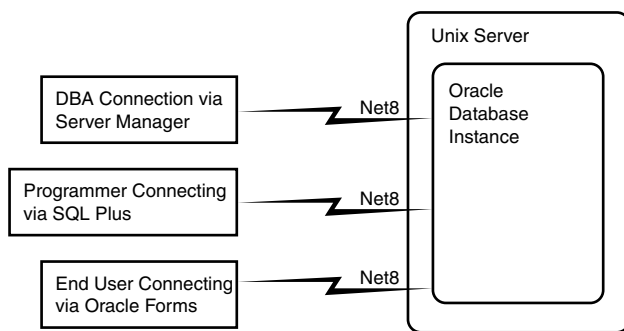 Unix Server
Oracle
Database
Instance
DBA Connection via
Server Manager
Net8
Programmer Connecting
via SQL Plus
Net8
End User Connecting
via Oracle Forms
Net8